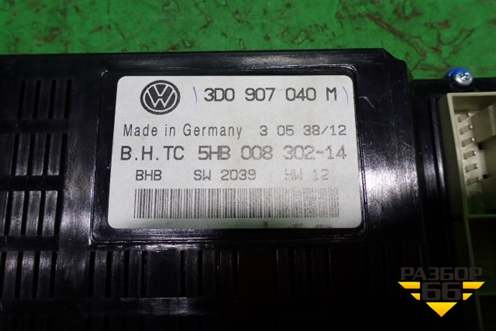 3D0 907 040 M
Made in Germany 3 05 38/12
B.H.TC 5HB 008 302-14
BHB SW 2039 HW 12
РАЗБОР
66